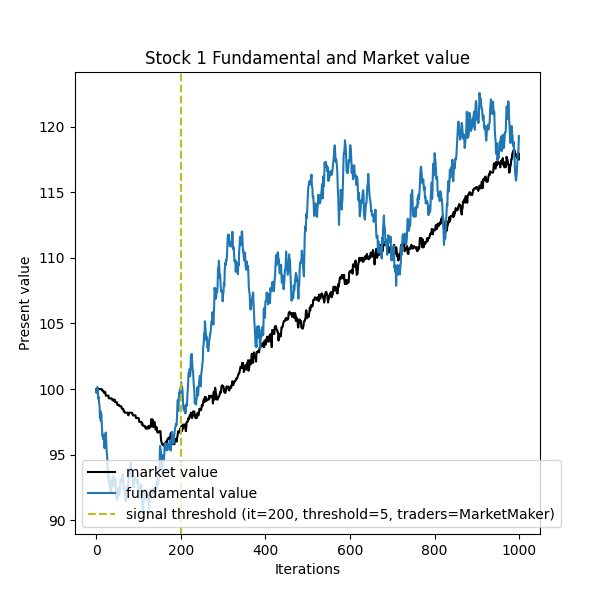 Stock 1 Fundamental and Market value
Present value
120
115
110
105
100
95
90
market value
fundamental value
signal threshold (it=200, threshold=5, traders=MarketMaker)
0 200 400 600 800 1000
Iterations